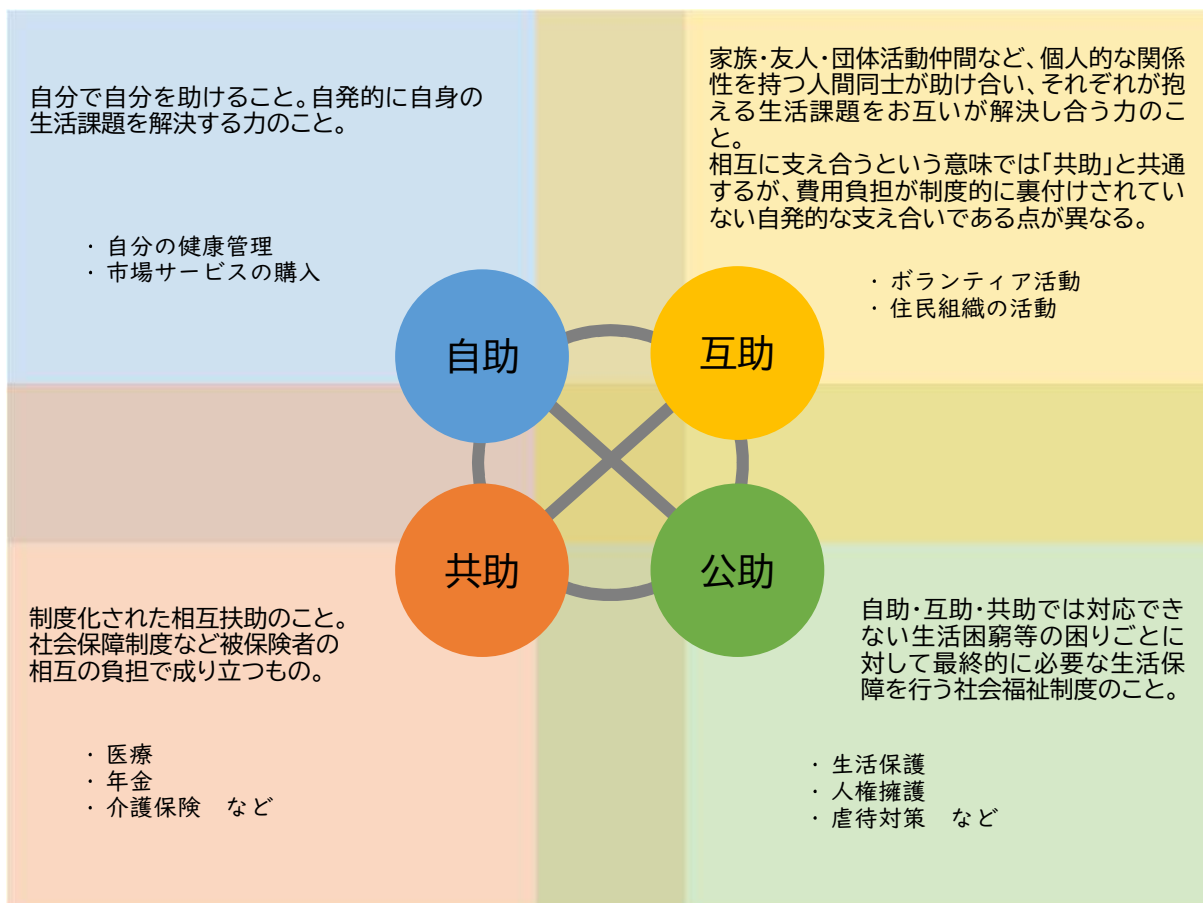 自分で自分を助けること。自発的に自身の
生活課題を解決する力のこと。
・自分の健康管理
・市場サービスの購入
家族・友人・団体活動仲間など、個人的な関係
性を持つ人間同士が助け合い、それぞれが抱
える生活課題をお互いが解決し合う力のこ
と。
相互に支え合うという意味では「共助」と共通
するが、費用負担が制度的に裏付けされてい
ない自発的な支え合いである点が異なる。
・ボランティア活動
・住民組織の活動
自助
互助
共助
公助
制度化された相互扶助のこと。
社会保障制度など被保険者の
相互の負担で成り立つもの。
・医療
・年金
・介護保険　など
自助・互助・共助では対応でき
ない生活困窮等の困りごとに
対して最終的に必要な生活保
障を行う社会福祉制度のこと。
・生活保護
・人権擁護
・虐待対策　など